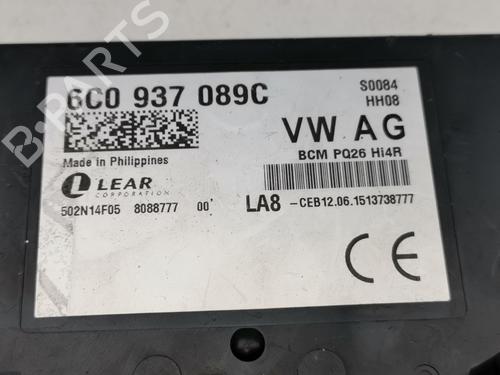 6C0 937 089C
S0084
HH08
VW AG
BCM PQ26 Hi4R
Made in Philippines
LEAR
CORPORATION
502N14F05 8088777 00
LA8 -CEB12.06.1513738777
CE
B-PARTS
B-PARTS